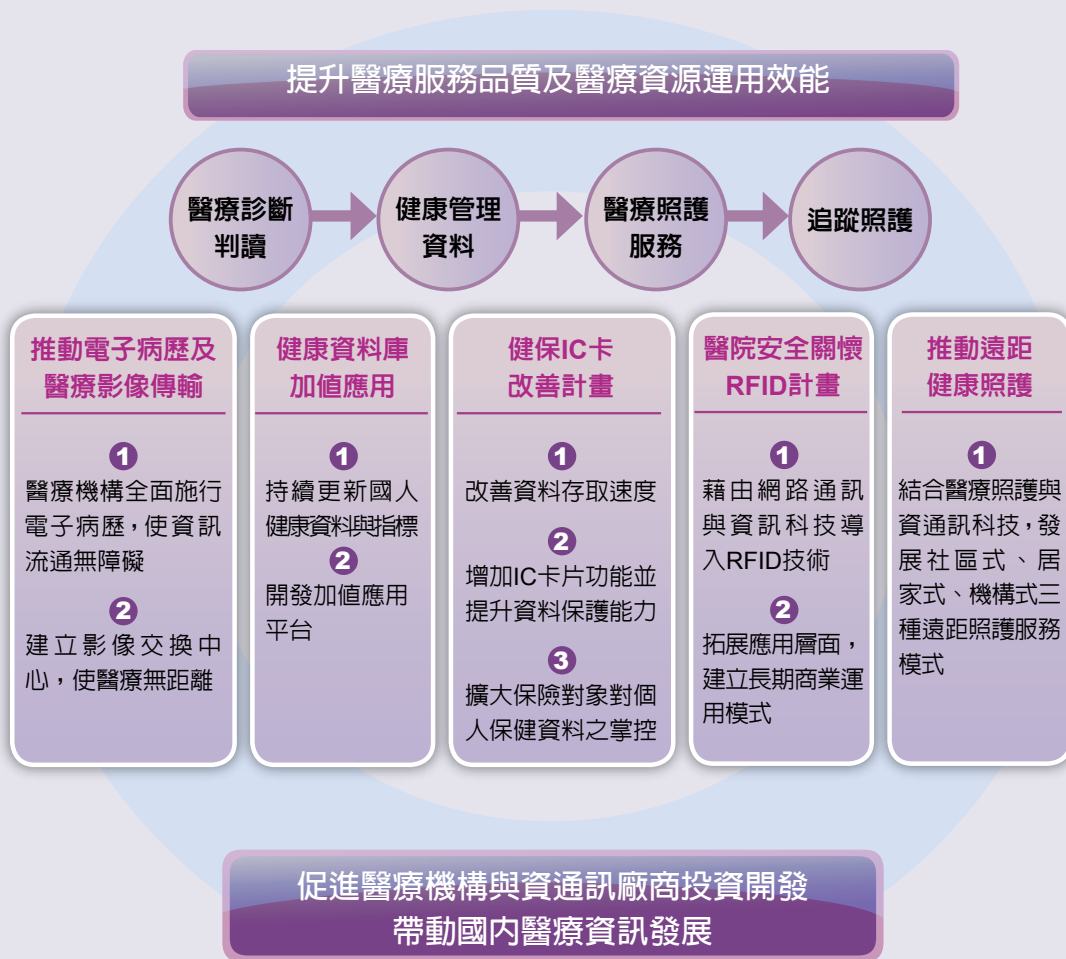 提升醫療服務品質及醫療資源運用效能
醫療診斷
判讀
健康管理
資料
醫療照護
服務
追蹤照護
推動電子病歷及
醫療影像傳輸
1
醫療機構全面施行
電子病歷，使資訊
流通無障礙
2
建立影像交換中
心，使醫療無距離
健康資料庫
加值應用
1
持續更新國人
健康資料與指標
2
開發加值應用
平台
健保IC卡
改善計畫
1
改善資料存取速度
2
增加IC卡片功能並
提升資料保護能力
3
擴大保險對象對個
人保健資料之掌控
醫院安全關懷
RFID計畫
1
藉由網路通訊
與資訊科技導
入RFID技術
2
拓展應用層面，
建立長期商業運
用模式
推動遠距
健康照護
1
結合醫療照護與
資通訊科技，發
展社區式、居
家式、機構式三
種遠距照護服務
模式
促進醫療機構與資通訊廠商投資開發
帶動國內醫療資訊發展